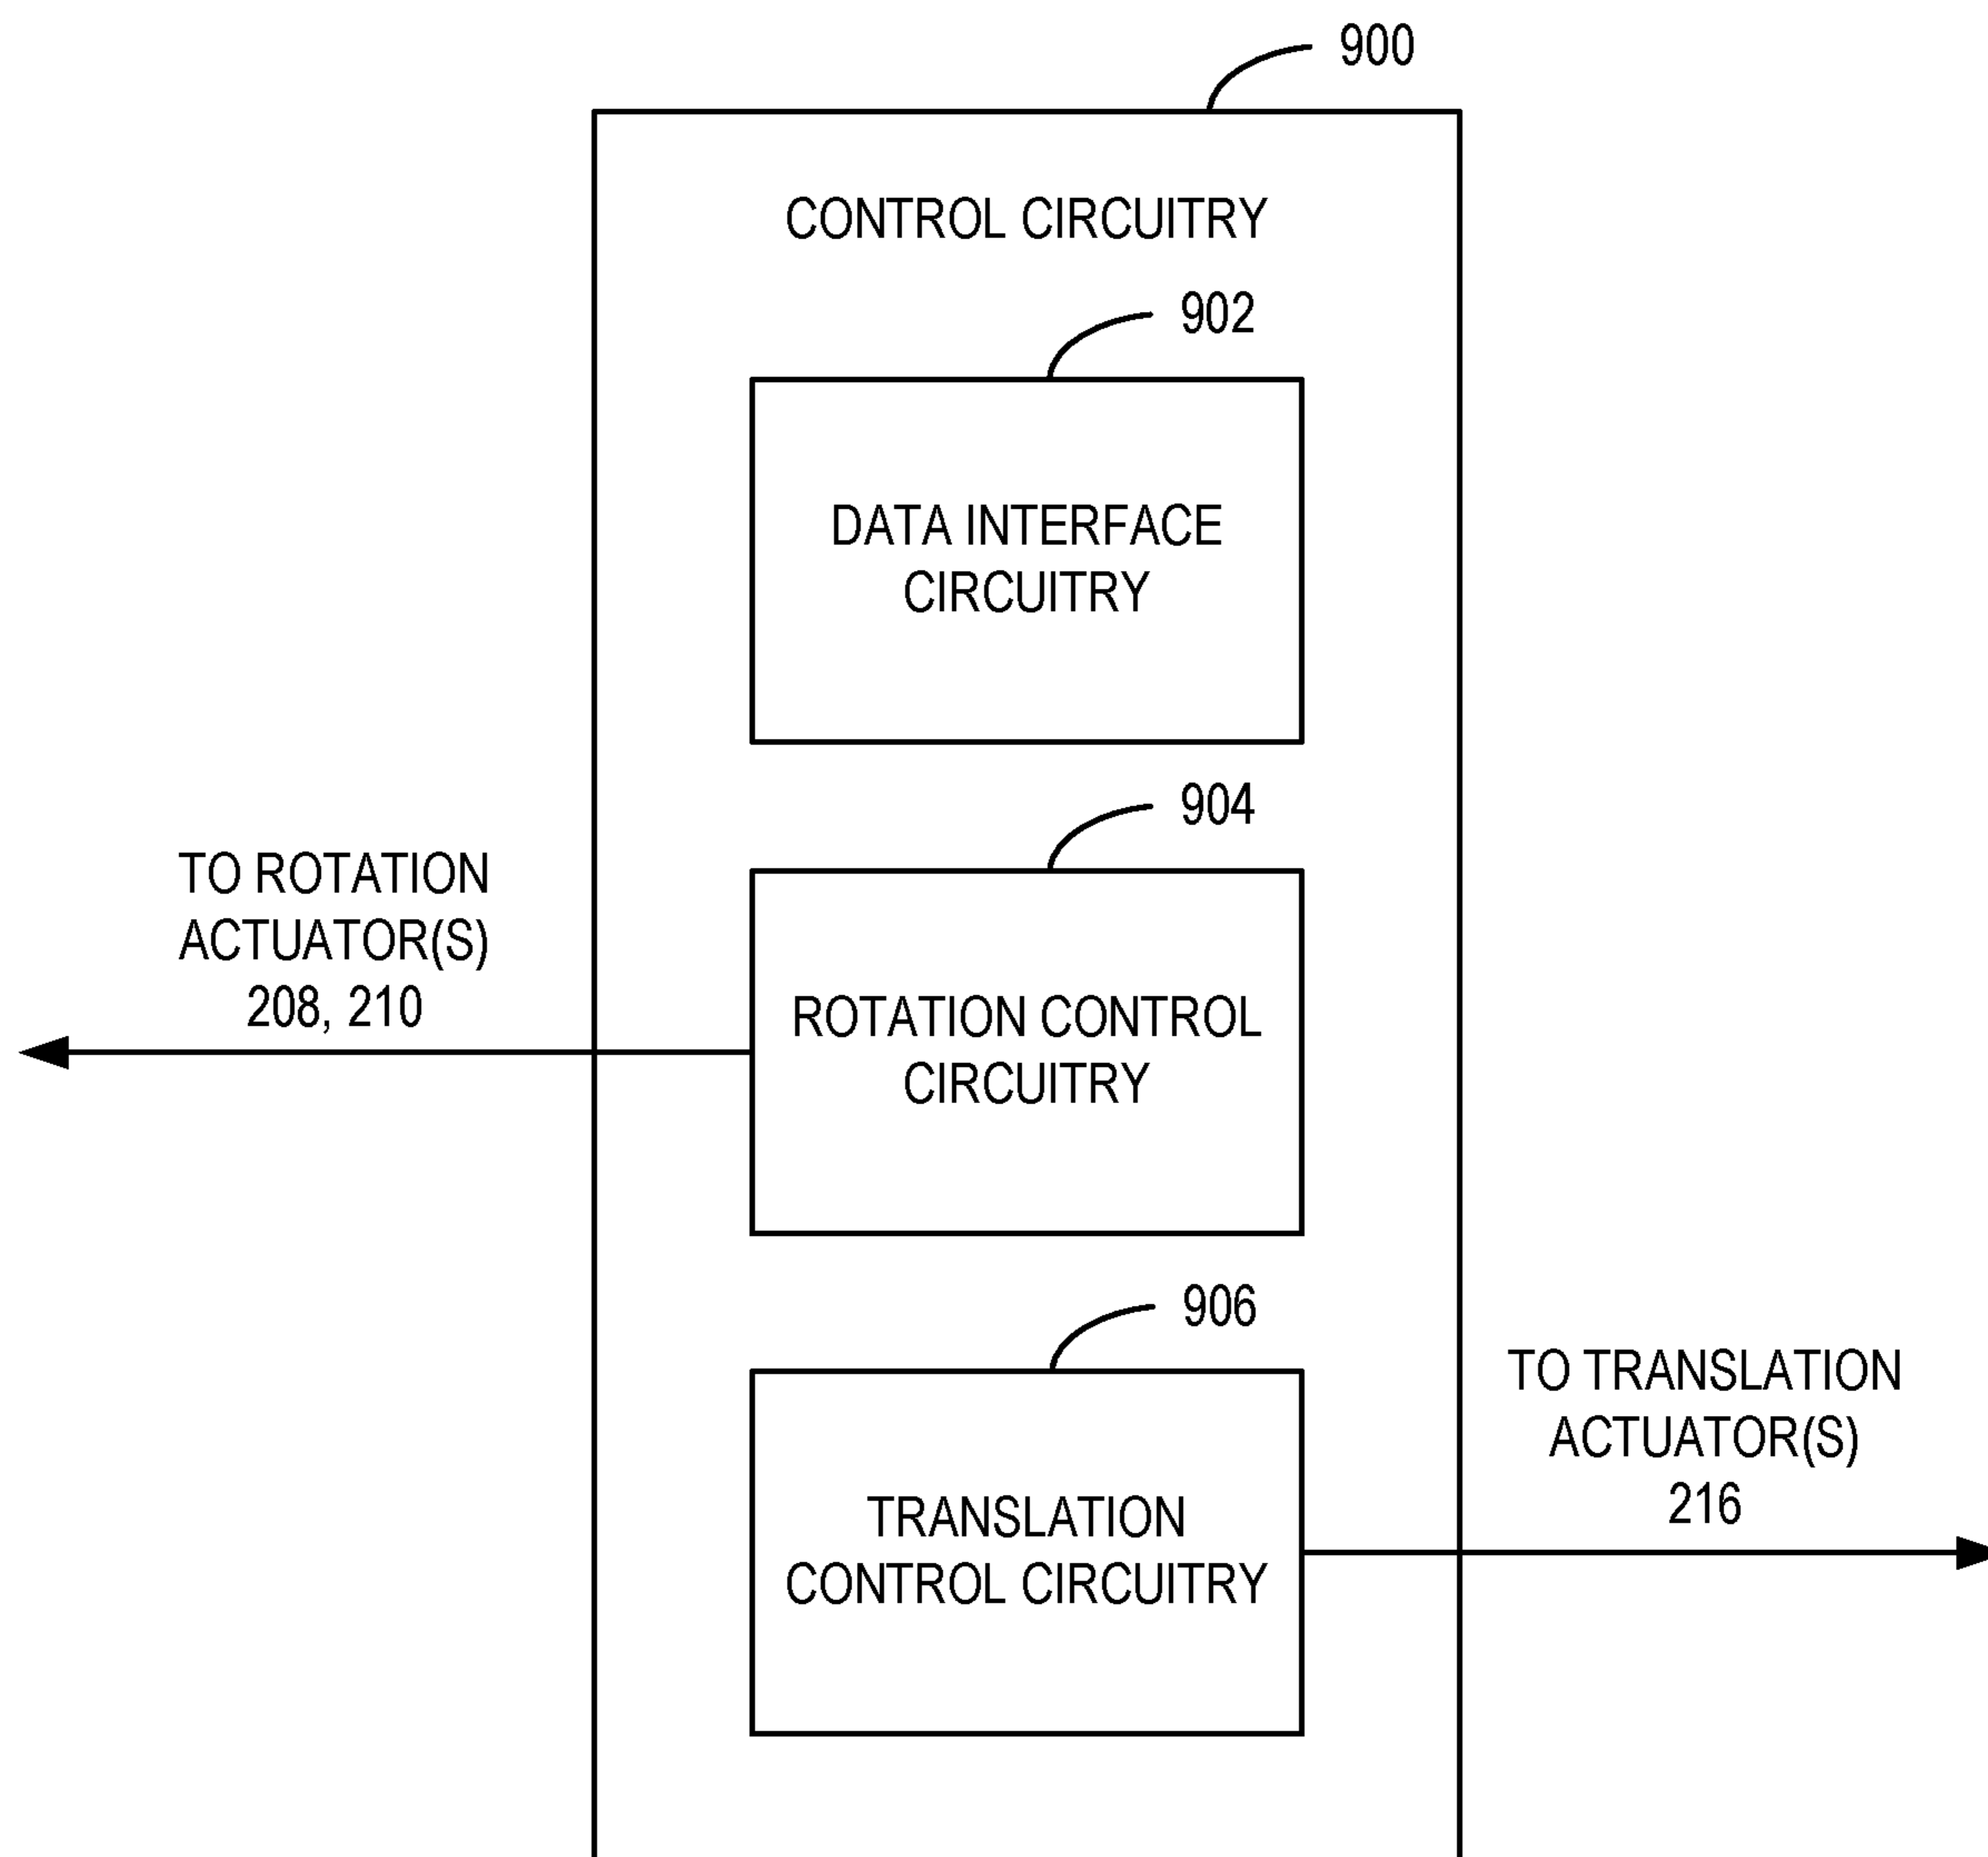 900
CONTROL CIRCUITRY
902
DATA INTERFACE
CIRCUITRY
904
TO ROTATION
ACTUATOR(S)
208, 210
ROTATION CONTROL
CIRCUITRY
906
TO TRANSLATION
ACTUATOR(S)
216
TRANSLATION
CONTROL CIRCUITRY